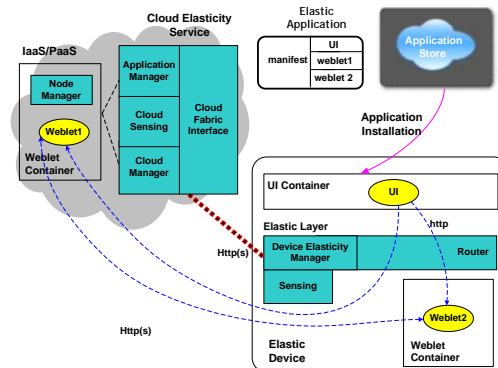 Cloud Elasticity
Service
IaaS/PaaS
Node
Manager
Weblet1
Weblet
Container
Application
Manager
Cloud
Sensing
Cloud
Manager
Cloud
Fabric
Interface
Elastic
Application
manifest
UI
weblet1
weblet 2
Application
Store
Application
Installation
UI Container
UI
http
Elastic Layer
Device Elasticity
Manager
Router
Sensing
Http(s)
Http(s)
Weblet2
Elastic
Device
Weblet
Container